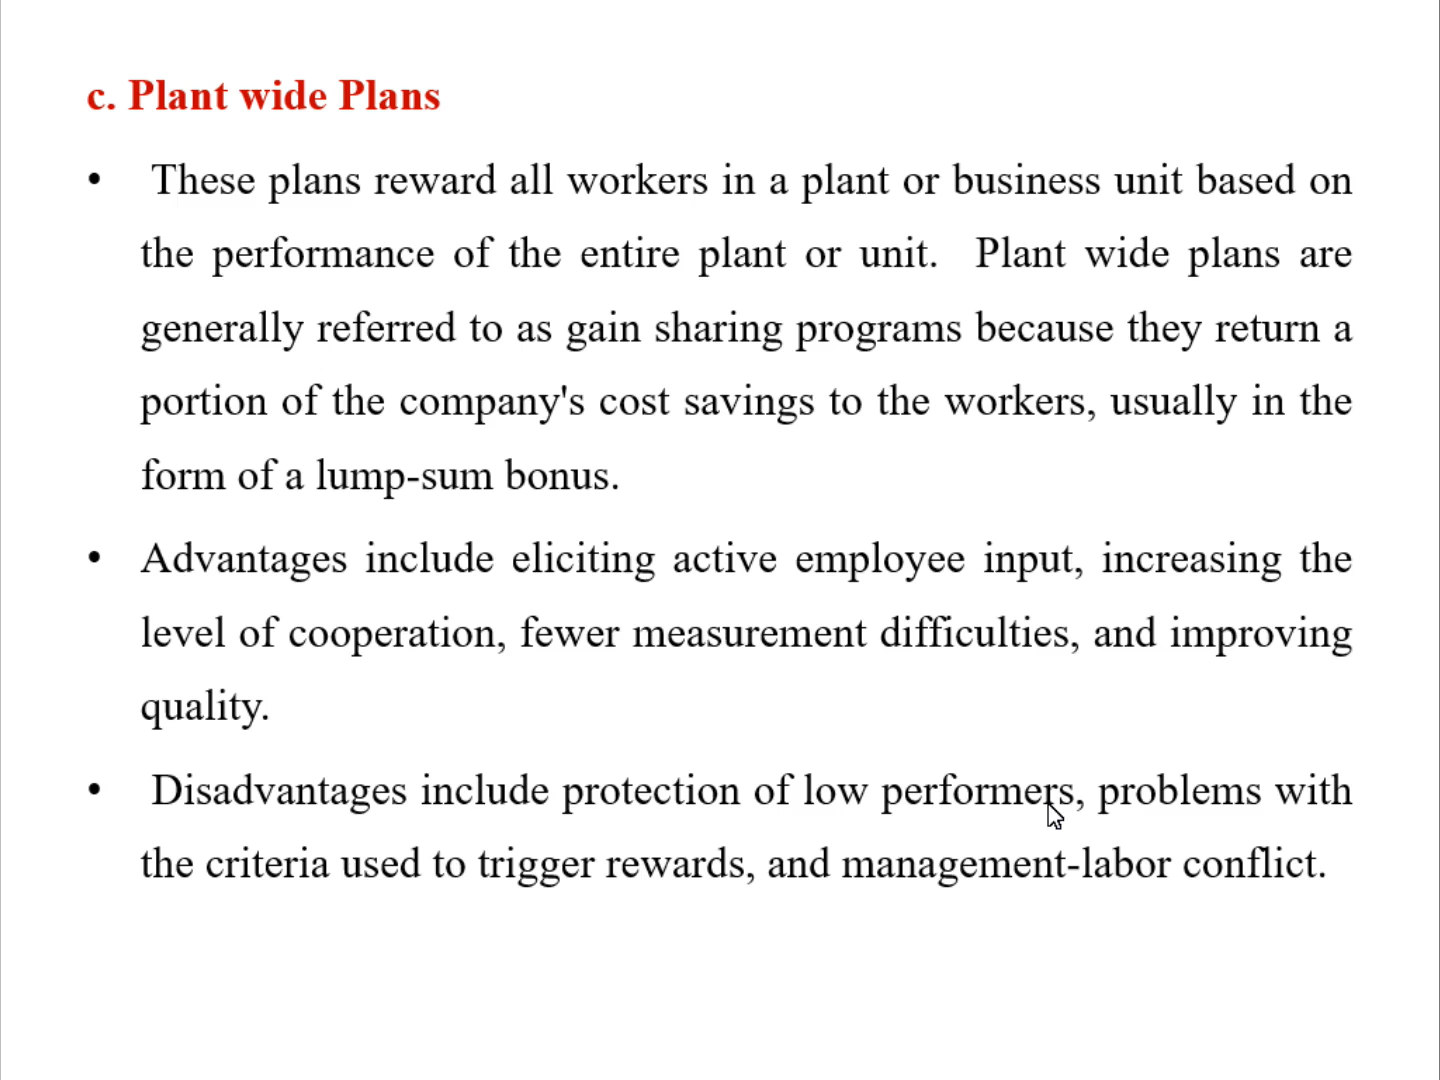 c. Plant wide Plans
• These plans reward all workers in a plant or business unit based on
the performance of the entire plant or unit.  Plant wide plans are
generally referred to as gain sharing programs because they return a
portion of the company's cost savings to the workers, usually in the
form of a lump-sum bonus.
• Advantages include eliciting active employee input, increasing the
level of cooperation, fewer measurement difficulties, and improving
quality.
• Disadvantages include protection of low performers, problems with
the criteria used to trigger rewards, and management-labor conflict.